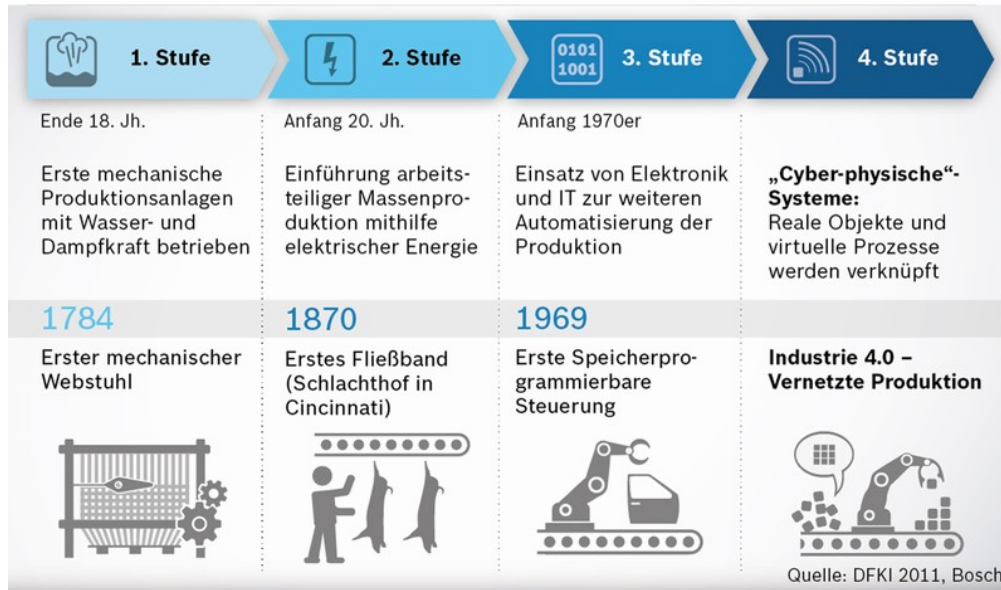 1. Stufe
2. Stufe
0101
1001
3. Stufe
4. Stufe
Ende 18. Jh.
Erste mechanische
Produktionsanlagen
mit Wasser- und
Dampfkraft betrieben
Anfang 20. Jh.
Einführung arbeits-
teiliger Massenpro-
duktion mithilfe
elektrischer Energie
Anfang 1970er
Einsatz von Elektronik
und IT zur weiteren
Automatisierung der
Produktion
„Cyber-physische“-
Systeme:
Reale Objekte und
virtuelle Prozesse
werden verknüpft
1784
Erster mechanischer
Webstuhl
1870
Erstes Fließband
(Schlachthof in
Cincinnati)
1969
Erste Speicherpro-
grammierbare
Steuerung
Industrie 4.0 –
Vernetzte Produktion
Quelle: DFKI 2011, Bosch